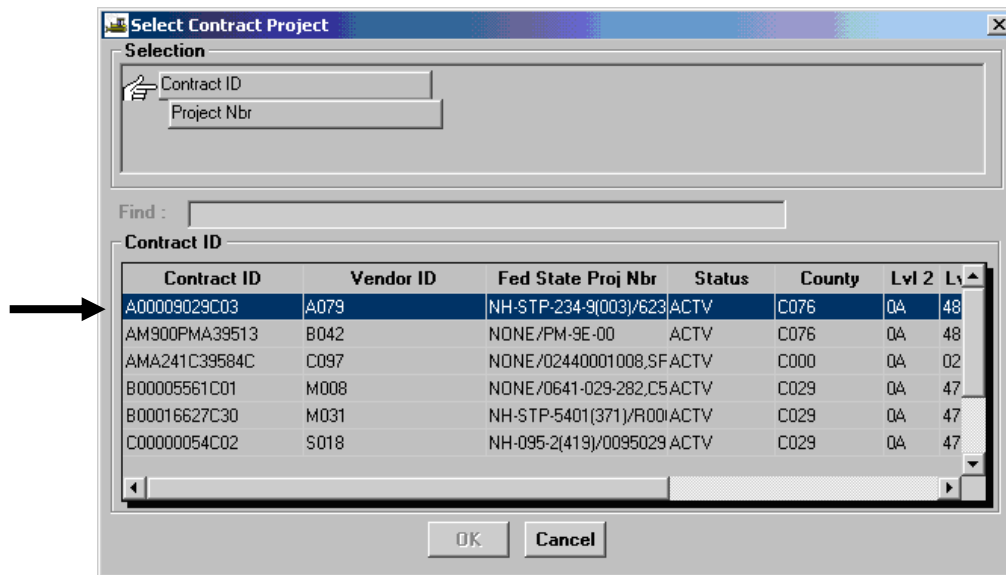 Select Contract Project
Selection
Contract ID
Project Nbr
Find :
Contract ID
Contract ID Vendor ID Fed State Proj Nbr Status County Lvl 2 Lv
A00009029C03 A079 NH-STP-234-9(003)/623 ACTV C076 0A 48
AM900PMA39513 B042 NONE/PM-9E-00 ACTV C076 0A 48
AMA241C39584C C097 NONE/02440001008,SF ACTV C000 0A 02
B00005561C01 M008 NONE/0641-029-282,C5 ACTV C029 0A 47
B00016627C30 M031 NH-STP-5401(371)/R00 ACTV C029 0A 47
C00000054C02 S018 NH-095-2(419)/0095029 ACTV C029 0A 47
OK Cancel